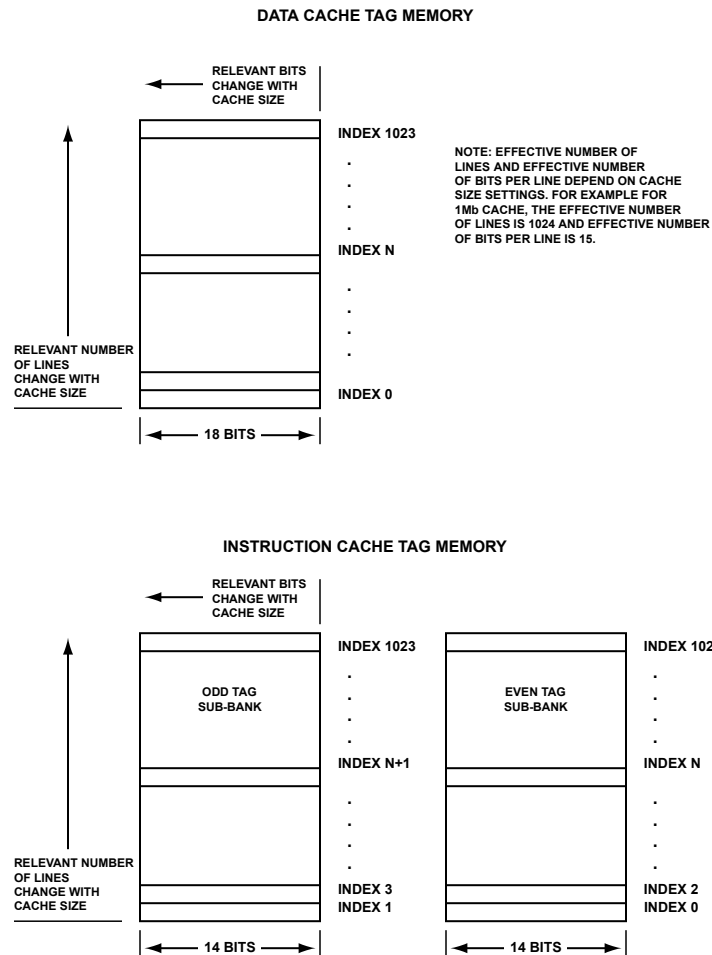 DATA CACHE TAG MEMORY
RELEVANT BITS
CHANGE WITH
CACHE SIZE
INDEX 1023
NOTE: EFFECTIVE NUMBER OF
LINES AND EFFECTIVE NUMBER
OF BITS PER LINE DEPEND ON CACHE
SIZE SETTINGS. FOR EXAMPLE FOR
1Mb CACHE, THE EFFECTIVE NUMBER
OF LINES IS 1024 AND EFFECTIVE NUMBER
OF BITS PER LINE IS 15.
INDEX N
RELEVANT NUMBER
OF LINES
CHANGE WITH
CACHE SIZE
INDEX 0
18 BITS
INSTRUCTION CACHE TAG MEMORY
RELEVANT BITS
CHANGE WITH
CACHE SIZE
INDEX 1023
INDEX 102
ODD TAG
SUB-BANK
EVEN TAG
SUB-BANK
INDEX N+1
INDEX N
RELEVANT NUMBER
OF LINES
CHANGE WITH
CACHE SIZE
INDEX 3
INDEX 1
INDEX 2
INDEX 0
14 BITS
14 BITS